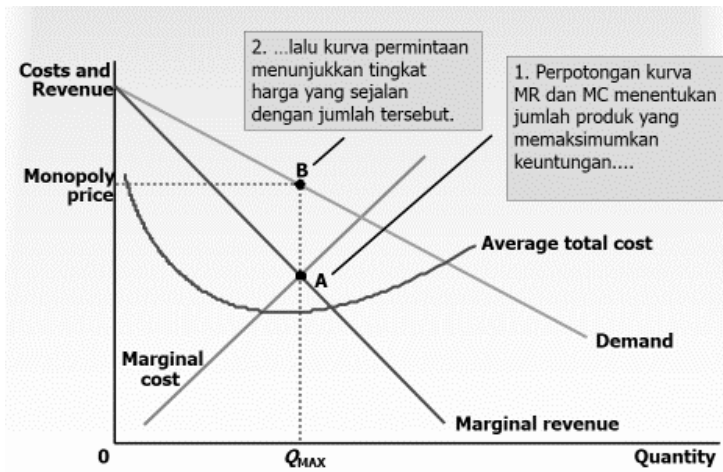 Costs and
Revenue
2. ...lalu kurva permintaan
menunjukkan tingkat
harga yang sejalan
dengan jumlah tersebut.
1. Perpotongan kurva
MR dan MC menentukan
jumlah produk yang
memaksimumkan
keuntungan....
Monopoly
price
B
Average total cost
A
Demand
Marginal
cost
Marginal revenue
0
QMAX
Quantity